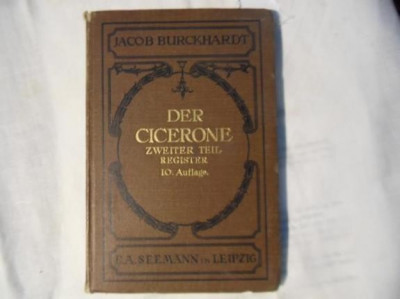 JACOB BURCKHARDT
DER
CICERONE
ZWEITER TEIL
REGISTER
10. Auflage.
E.A.SEEMANN in LEIPZIG